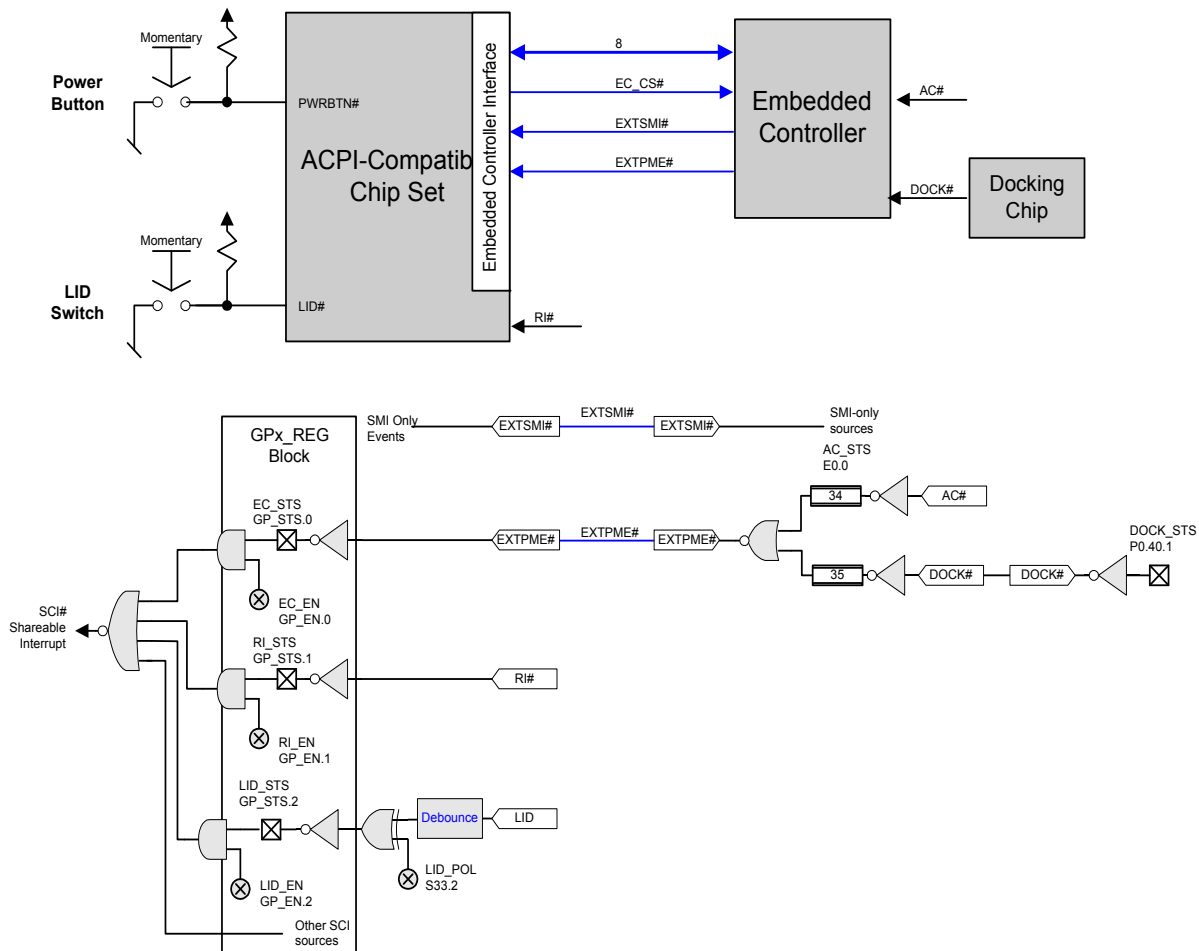 Momentary
Power
Button
PWRBTN#
ACPI-Compatib
Chip Set
Embedded Controller Interface
8
EC_CS#
EXTSMI#
EXTPME#
Embedded
Controller
AC#
DOCK#
Docking
Chip
Momentary
LID
Switch
LID#
RI#
GPx_REG
Block
SMI Only
Events
EXTSMI#
EXTSMI#
EXTSMI#
SMI-only
sources
AC_STS
E0.0
34
AC#
EC_STS
GP_STS.0
EXTPME#
EXTPME#
EXTPME#
DOCK_STS
P0.40.1
35
DOCK#
DOCK#
EC_EN
GP_EN.0
SCI#
Shareable
Interrupt
RI_STS
GP_STS.1
RI#
RI_EN
GP_EN.1
LID_STS
GP_STS.2
Debounce
LID
LID_POL
S33.2
LID_EN
GP_EN.2
Other SCI
sources